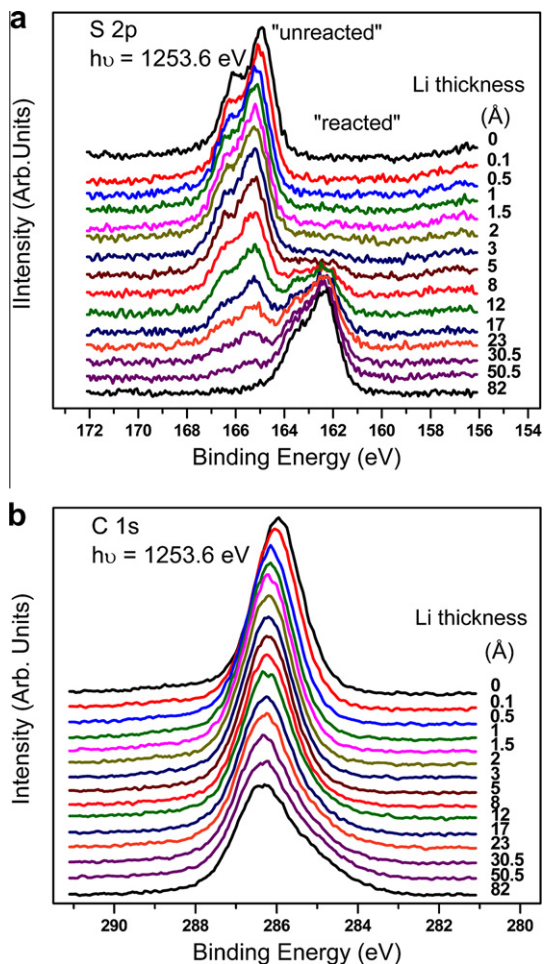 a
S 2p
hυ = 1253.6 eV
"unreacted"
"reacted"
Li thickness
(Å)
0
0.1
0.5
1
1.5
2
3
5
8
12
17
23
30.5
50.5
82
IIntensity (Arb.Units)
172 170 168 166 164 162 160 158 156 154
Binding Energy (eV)
b
C 1s
hυ = 1253.6 eV
Li thickness
(Å)
0
0.1
0.5
1
1.5
2
3
5
8
12
17
23
30.5
50.5
82
Intensity (Arb. Units)
290 288 286 284 282 280
Binding Energy (eV)